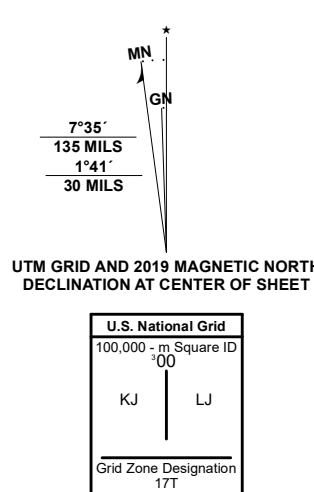 ★
MN
GN
7°35´
135 MILS
1°41´
30 MILS
UTM GRID AND 2019 MAGNETIC NORTH
DECLINATION AT CENTER OF SHEET
U.S. National Grid
100,000 - m Square ID
³00
KJ LJ
Grid Zone Designation
17T